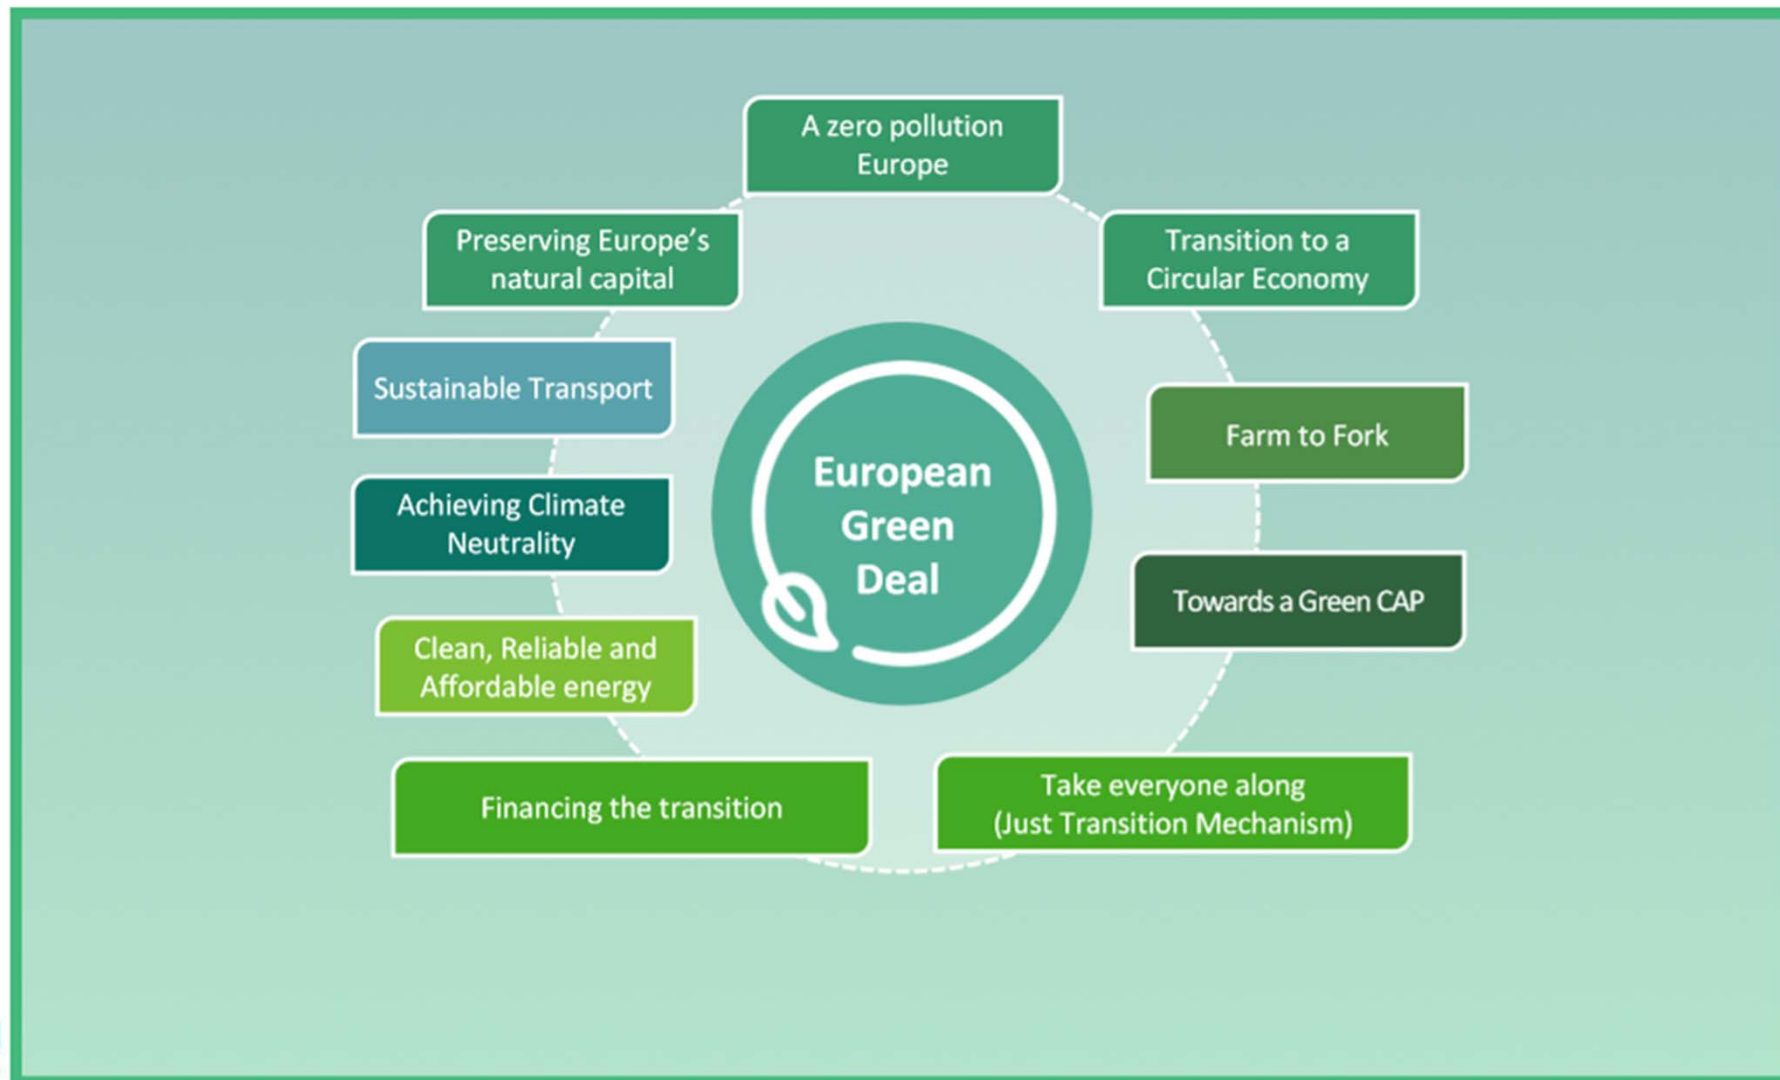 A zero pollution
Europe
Preserving Europe’s
natural capital
Transition to a
Circular Economy
Sustainable Transport
Farm to Fork
European
Green
Deal
Achieving Climate
Neutrality
Towards a Green CAP
Clean, Reliable and
Affordable energy
Financing the transition
Take everyone along
(Just Transition Mechanism)